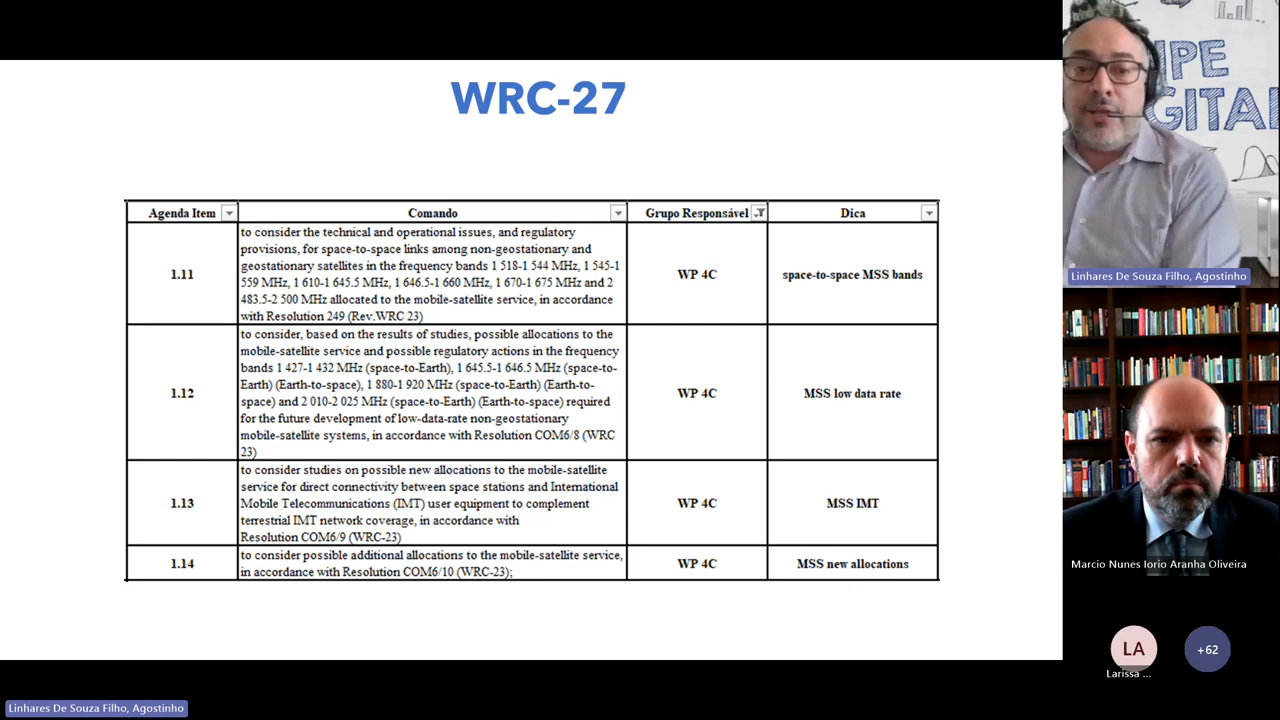 WRC-27
Agenda Item
Comando
Grupo Responsável
Dica
1.11
to consider the technical and operational issues, and regulatory
provisions, for space-to-space links among non-geostationary and
geostationary satellites in the frequency bands 1 518-1 544 MHz, 1 545-1
559 MHz, 1 610-1 645.5 MHz, 1 646.5-1 660 MHz, 1 670-1 675 MHz and 2
483.5-2 500 MHz allocated to the mobile-satellite service, in accordance
with Resolution 249 (Rev.WRC 23)
WP 4C
space-to-space MSS bands
1.12
to consider, based on the results of studies, possible allocations to the
mobile-satellite service and possible regulatory actions in the frequency
bands 1 427-1 432 MHz (space-to-Earth), 1 645.5-1 646.5 MHz (space-to-
Earth) (Earth-to-space), 1 880-1 920 MHz (space-to-Earth) (Earth-to-
space) and 2 010-2 025 MHz (space-to-Earth) (Earth-to-space) required
for the future development of low-data-rate non-geostationary
mobile-satellite systems, in accordance with Resolution COM6/8 (WRC
23)
WP 4C
MSS low data rate
1.13
to consider studies on possible new allocations to the mobile-satellite
service for direct connectivity between space stations and International
Mobile Telecommunications (IMT) user equipment to complement
terrestrial IMT network coverage, in accordance with
Resolution COM6/9 (WRC-23)
WP 4C
MSS IMT
1.14
to consider possible additional allocations to the mobile-satellite service,
in accordance with Resolution COM6/10 (WRC-23);
WP 4C
MSS new allocations
IPE
GITAL
Linhares De Souza Filho, Agostinho
Marcio Nunes Iorio Aranha Oliveira
LA
+62
Larissa ...
Linhares De Souza Filho, Agostinho